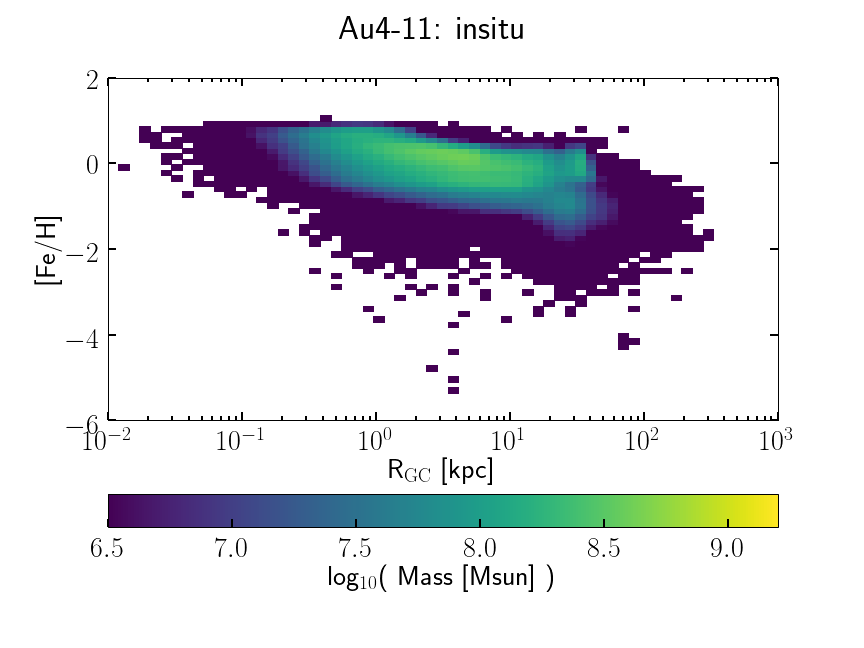 Au4-11: insitu
2
0
−2
−4
−6
[Fe/H]
10⁻² 10⁻¹ 10⁰ 10¹ 10² 10³
R_GC [kpc]
6.5 7.0 7.5 8.0 8.5 9.0
log₁₀( Mass [Msun] )